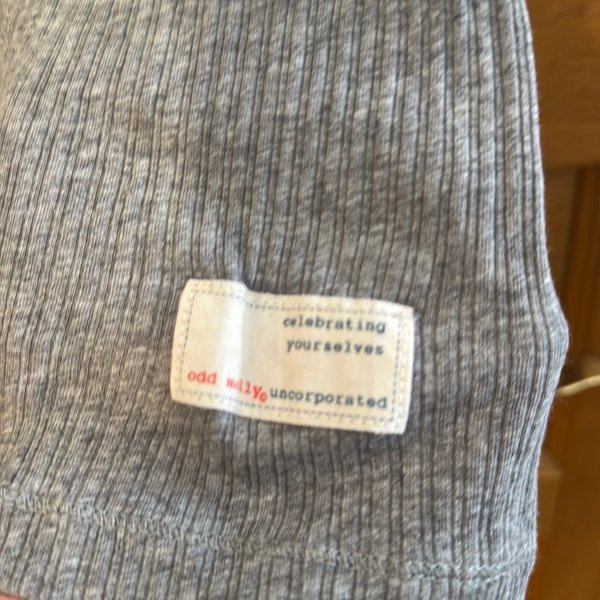 celebrating
yourselves
odd molly© uncorporated